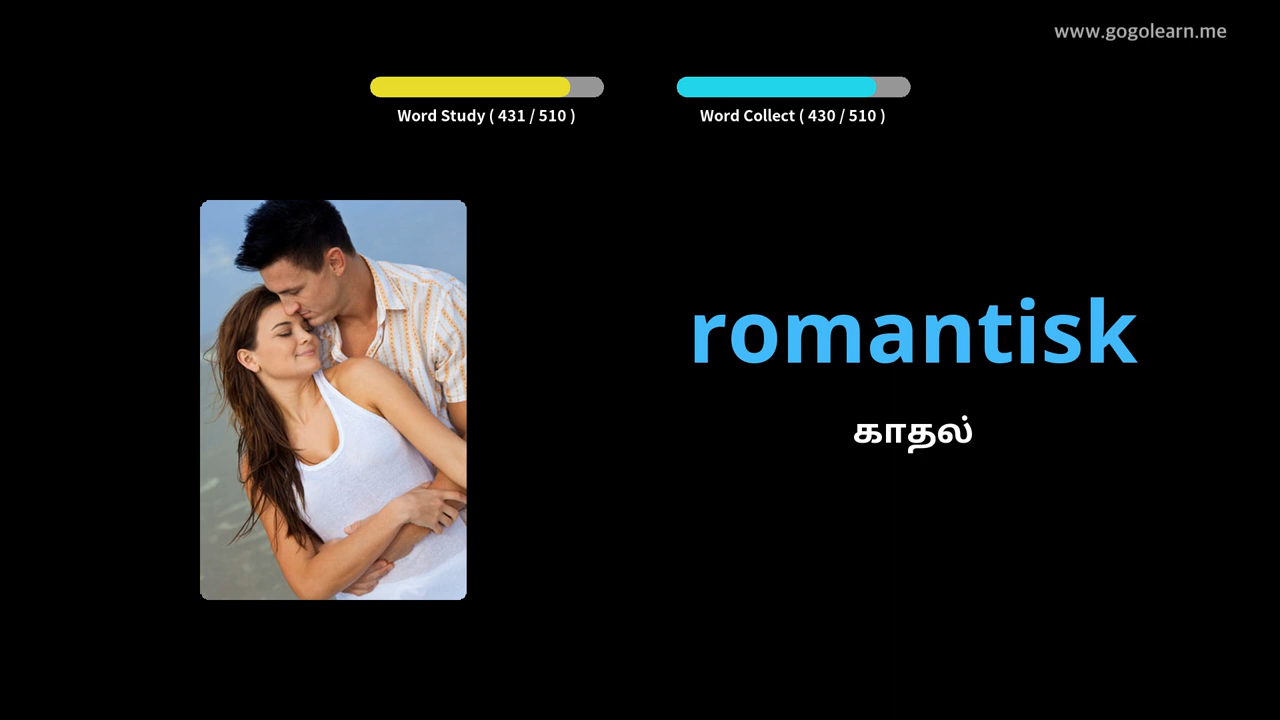 www.gogolearn.me
Word Study ( 431 / 510 )
Word Collect ( 430 / 510 )
romantisk
காதல்